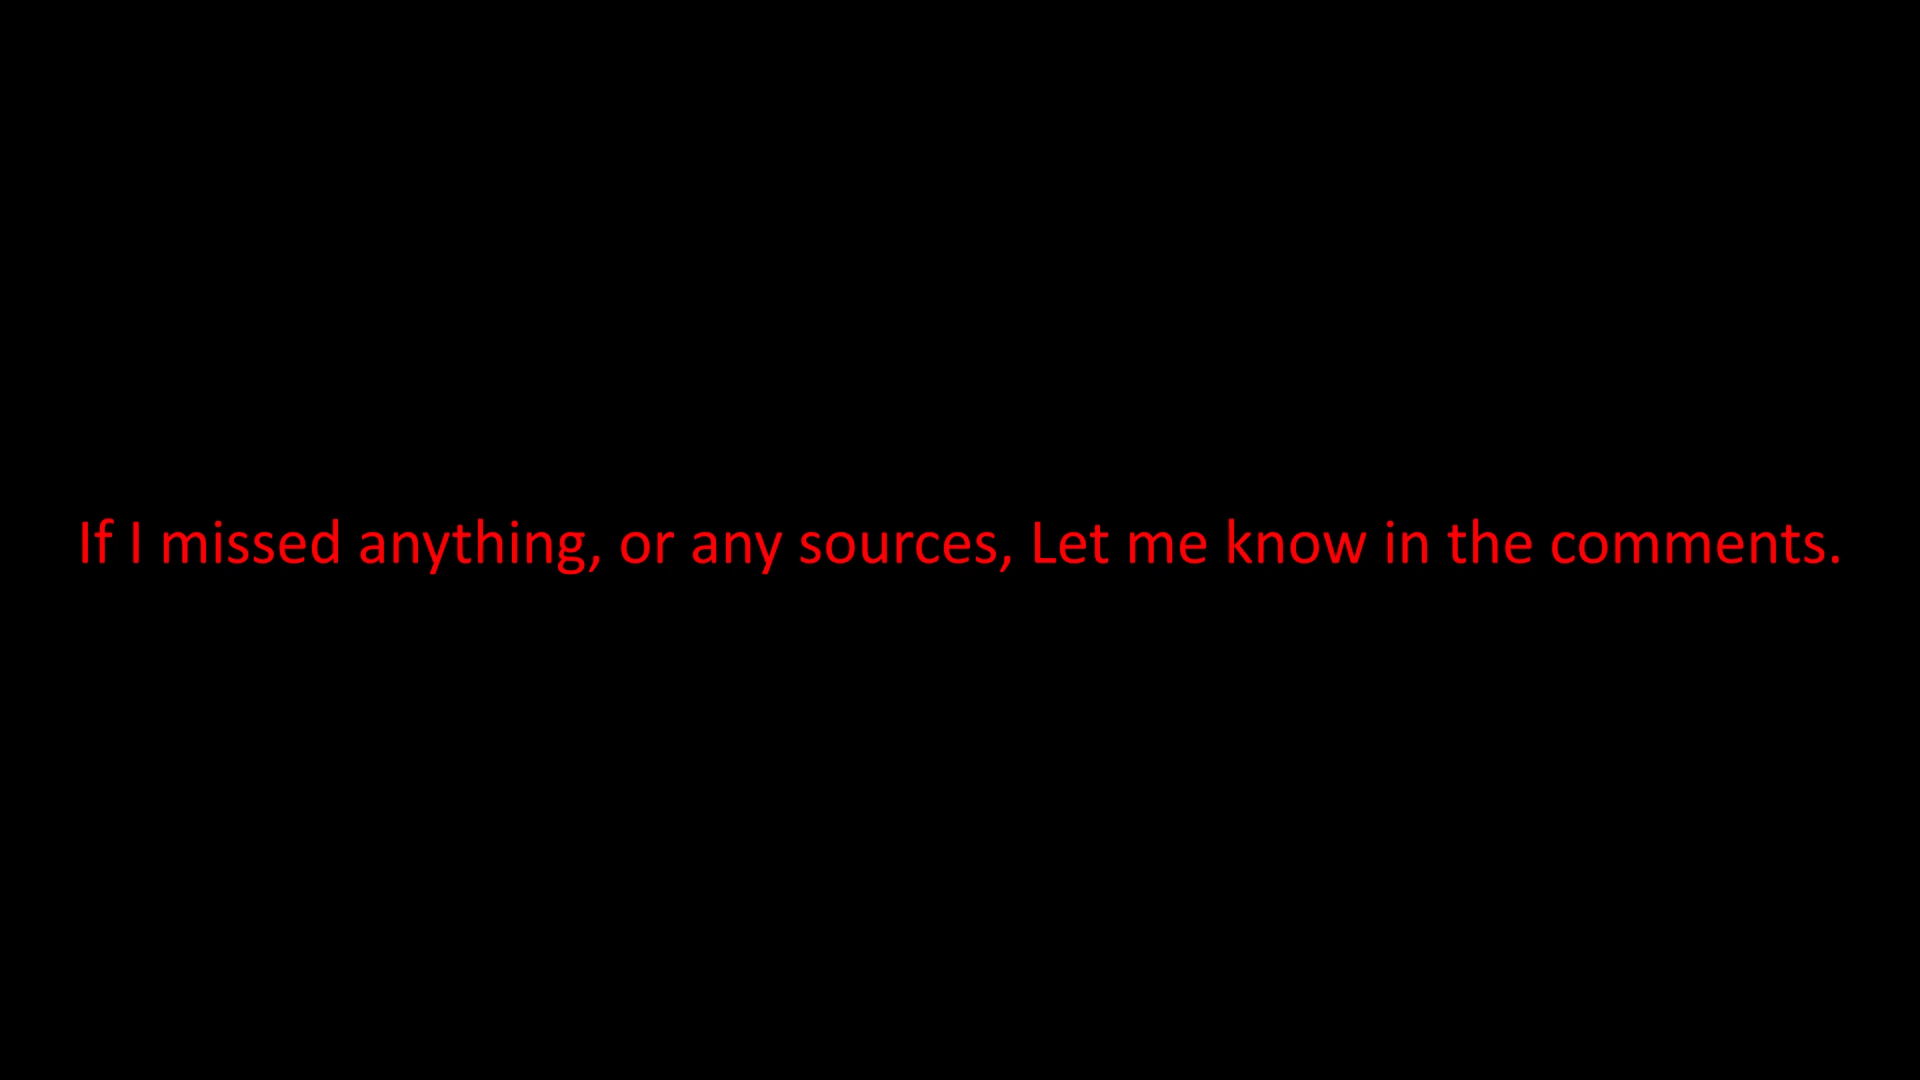 If I missed anything, or any sources, Let me know in the comments.